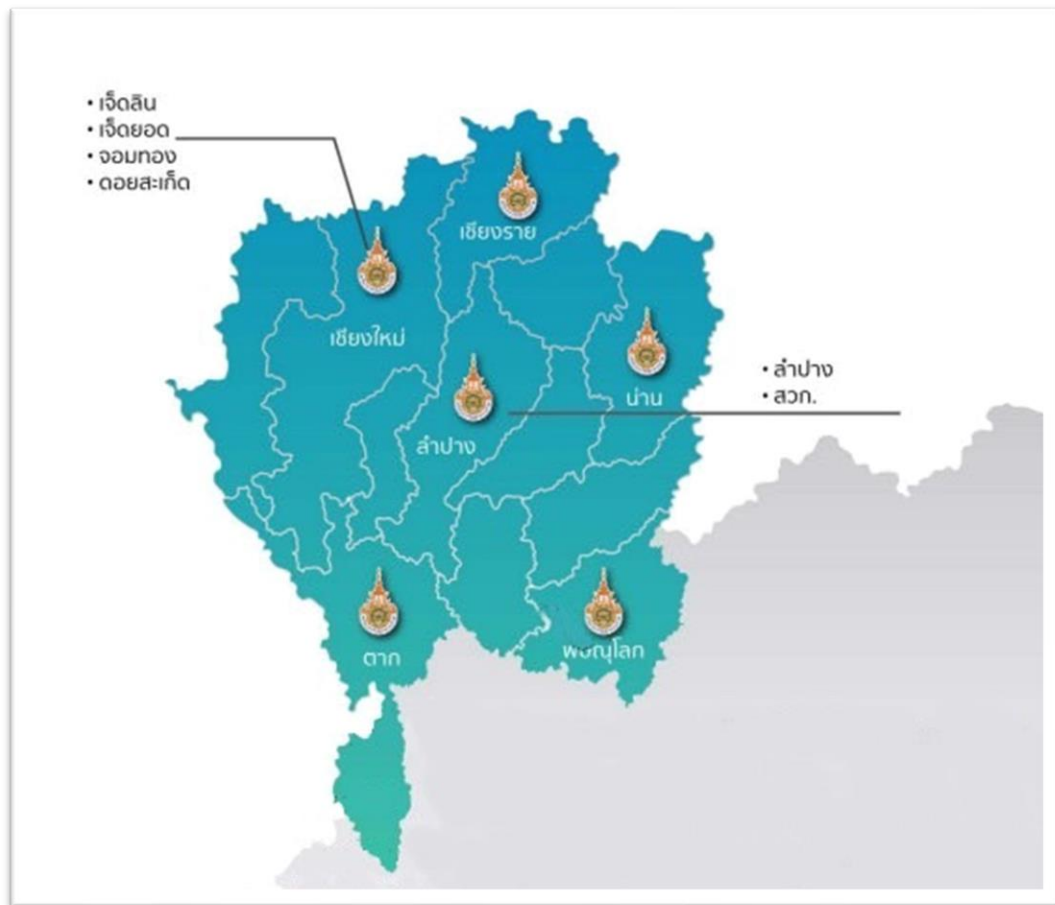 • เจ็ดลิน
• เจ็ดยอด
• จอมทอง
• ดอยสะเก็ด
เชียงราย
เชียงใหม่
• ลำปาง
• สวก.
น่าน
ลำปาง
ตาก
พิษณุโลก